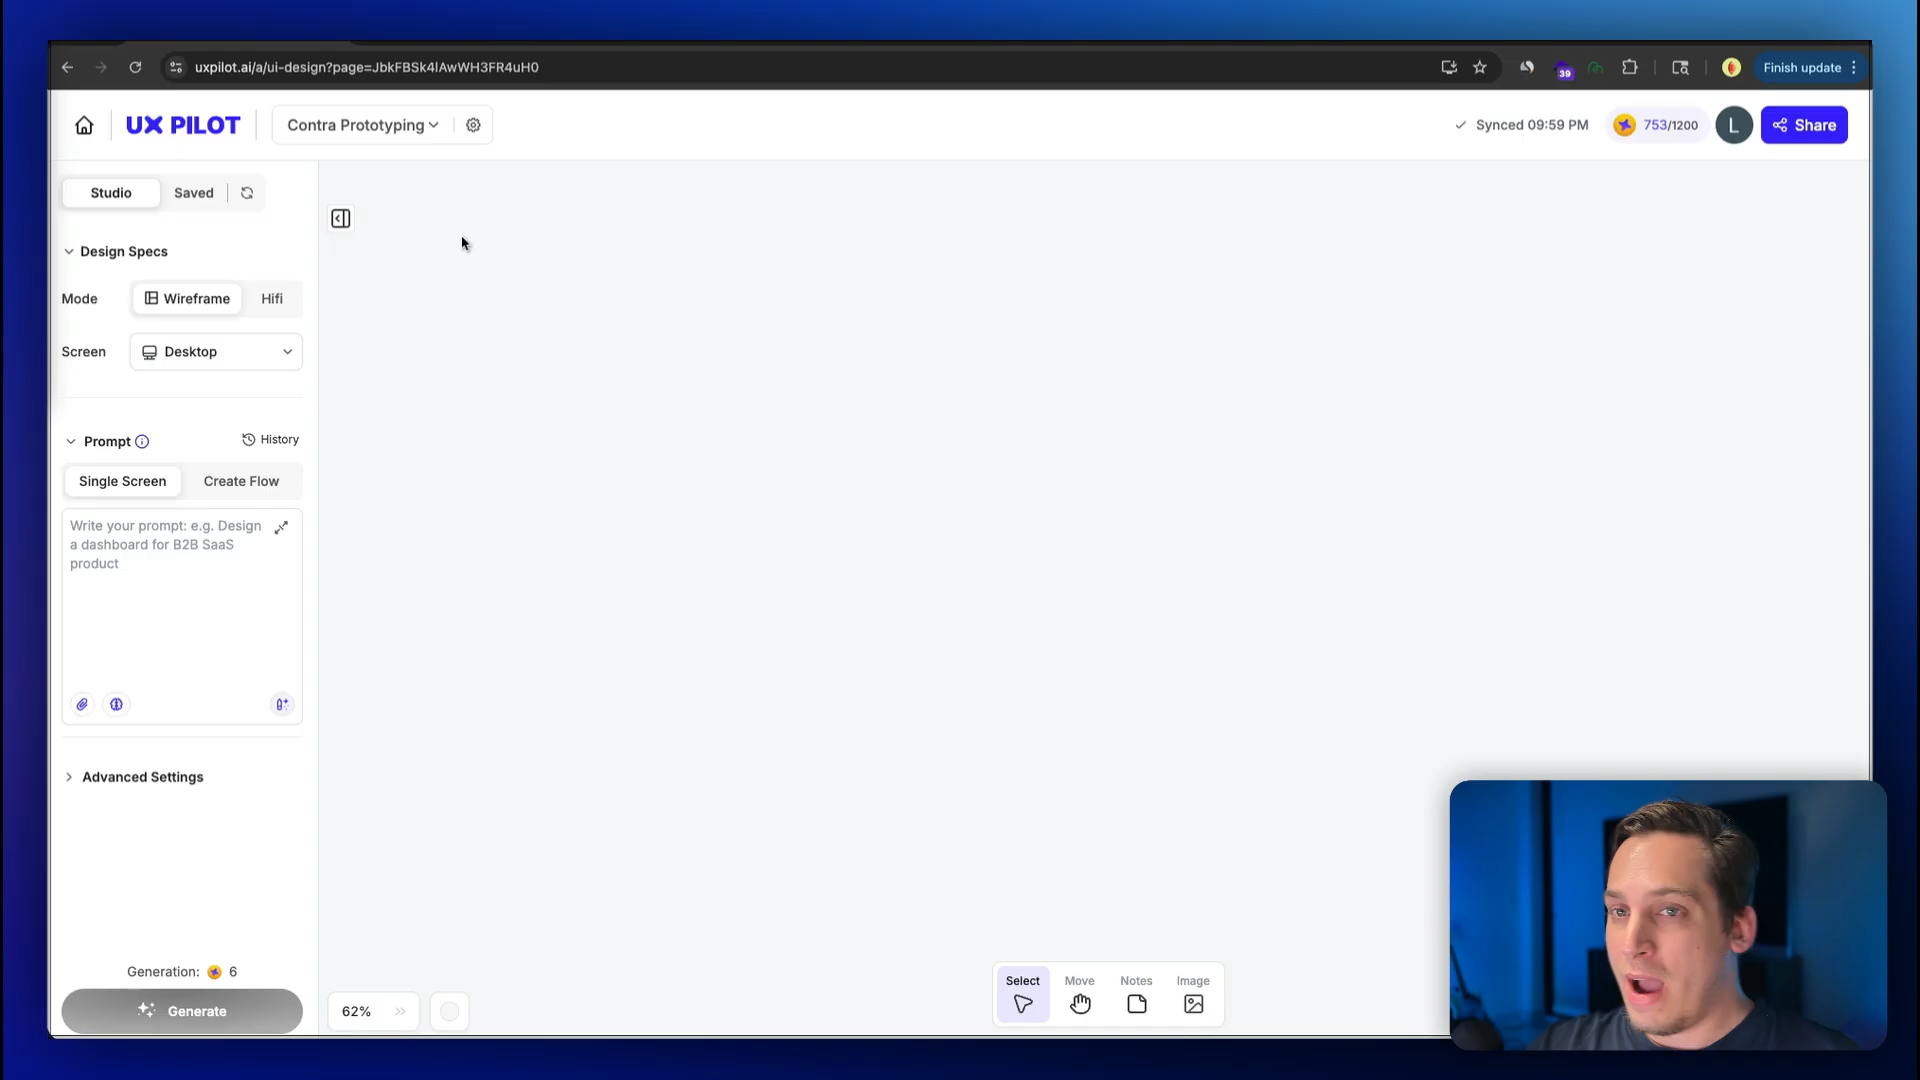 uxpilot.ai/a/ui-design?page=JbkFBSk4lAwWH3FR4uH0
39
Finish update
UX PILOT
Contra Prototyping
Synced 09:59 PM
753/1200
L
Share
Studio
Saved
Design Specs
Mode
Wireframe
Hifi
Screen
Desktop
Prompt
History
Single Screen
Create Flow
Write your prompt: e.g. Design
a dashboard for B2B SaaS
product
Advanced Settings
Generation: 6
Generate
62%
Select
Move
Notes
Image